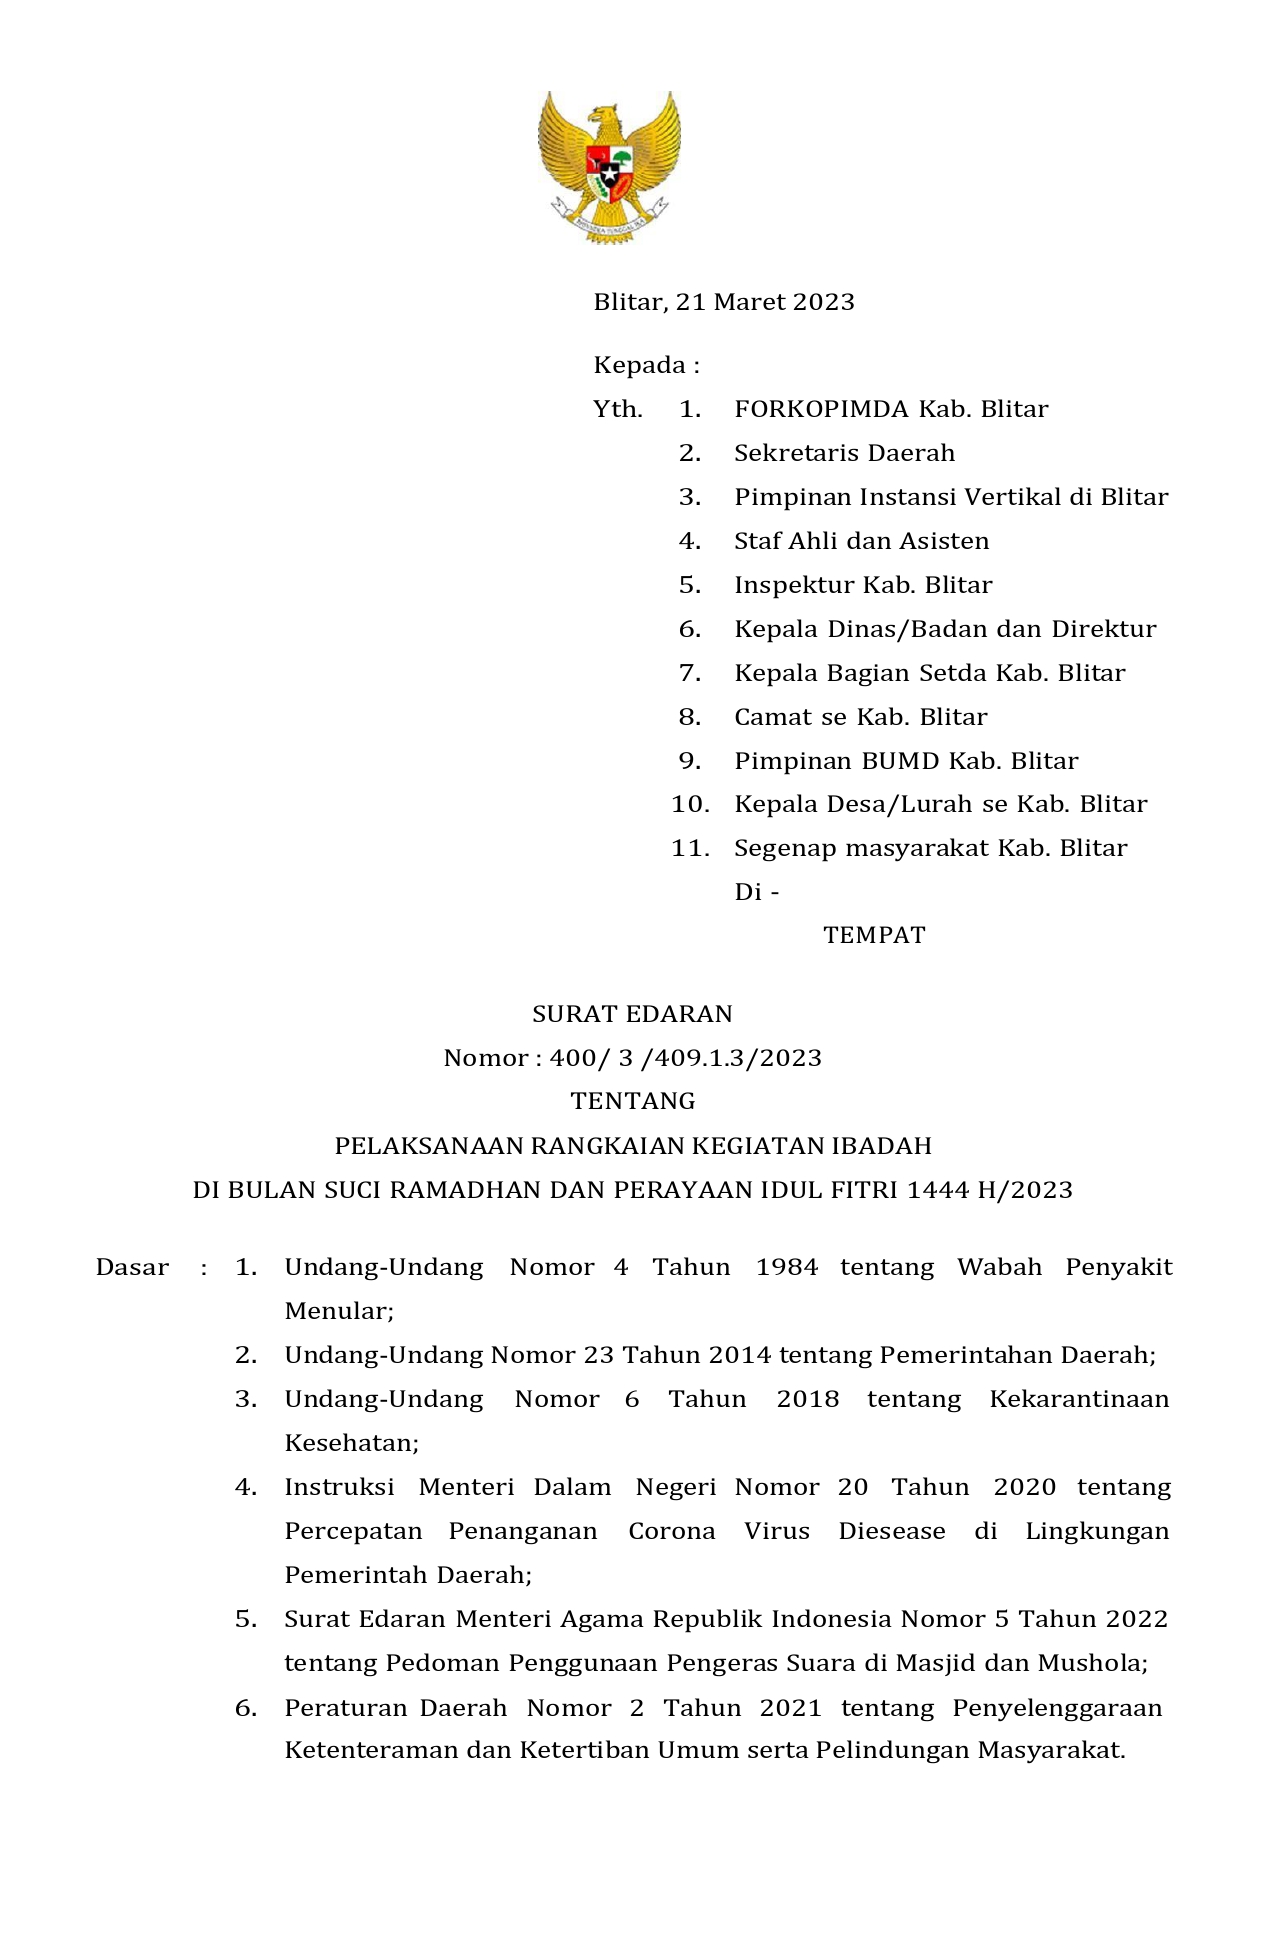 BHINNEKA TUNGGAL IKA
Blitar, 21 Maret 2023
Kepada :
Yth. 1. FORKOPIMDA Kab. Blitar
2. Sekretaris Daerah
3. Pimpinan Instansi Vertikal di Blitar
4. Staf Ahli dan Asisten
5. Inspektur Kab. Blitar
6. Kepala Dinas/Badan dan Direktur
7. Kepala Bagian Setda Kab. Blitar
8. Camat se Kab. Blitar
9. Pimpinan BUMD Kab. Blitar
10. Kepala Desa/Lurah se Kab. Blitar
11. Segenap masyarakat Kab. Blitar
Di -
TEMPAT
SURAT EDARAN
Nomor : 400/ 3 /409.1.3/2023
TENTANG
PELAKSANAAN RANGKAIAN KEGIATAN IBADAH
DI BULAN SUCI RAMADHAN DAN PERAYAAN IDUL FITRI 1444 H/2023
Dasar : 1. Undang-Undang Nomor 4 Tahun 1984 tentang Wabah Penyakit
Menular;
2. Undang-Undang Nomor 23 Tahun 2014 tentang Pemerintahan Daerah;
3. Undang-Undang Nomor 6 Tahun 2018 tentang Kekarantinaan
Kesehatan;
4. Instruksi Menteri Dalam Negeri Nomor 20 Tahun 2020 tentang
Percepatan Penanganan Corona Virus Diesease di Lingkungan
Pemerintah Daerah;
5. Surat Edaran Menteri Agama Republik Indonesia Nomor 5 Tahun 2022
tentang Pedoman Penggunaan Pengeras Suara di Masjid dan Mushola;
6. Peraturan Daerah Nomor 2 Tahun 2021 tentang Penyelenggaraan
Ketenteraman dan Ketertiban Umum serta Pelindungan Masyarakat.